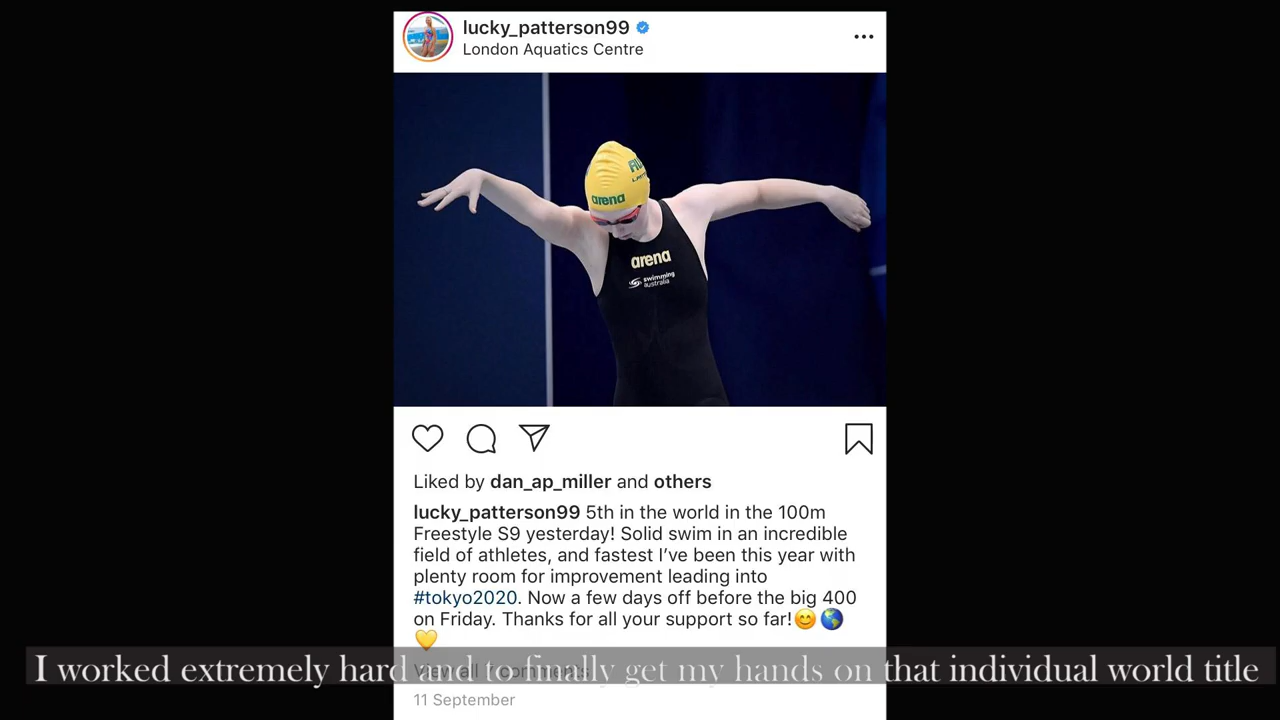 lucky_patterson99
London Aquatics Centre
arena
arena
swimming
australia
Liked by dan_ap_miller and others
lucky_patterson99 5th in the world in the 100m
Freestyle S9 yesterday! Solid swim in an incredible
field of athletes, and fastest I've been this year with
plenty room for improvement leading into
#tokyo2020. Now a few days off before the big 400
on Friday. Thanks for all your support so far!😊🌎
💛
I worked extremely hard and to finally get my hands on that individual world title
11 September